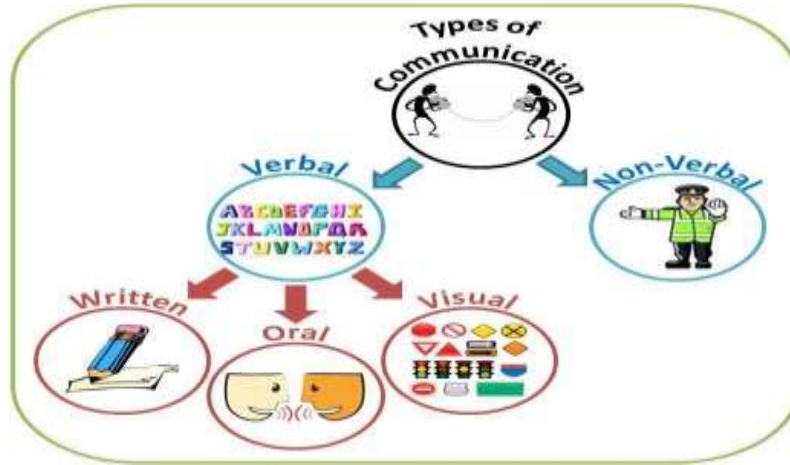 Types of
Communication
Verbal
Non-Verbal
ABCDEFGHI
JKLMNOPQR
STUVWXYZ
Written
Oral
Visual